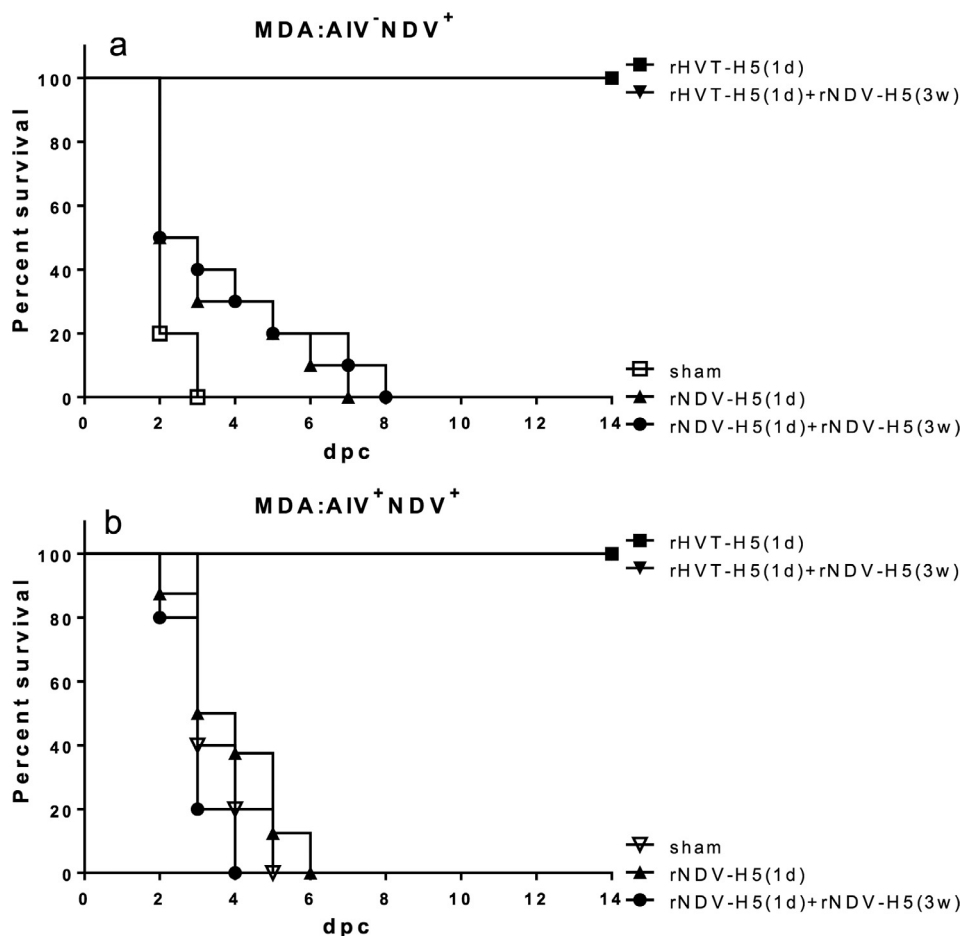 a
MDA:AIV⁻NDV⁺
Percent survival
100
80
60
40
20
0
0 2 4 6 8 10 12 14
dpc
rHVT-H5(1d)
rHVT-H5(1d)+rNDV-H5(3w)
sham
rNDV-H5(1d)
rNDV-H5(1d)+rNDV-H5(3w)
b
MDA:AIV⁺NDV⁺
Percent survival
100
80
60
40
20
0
0 2 4 6 8 10 12 14
dpc
rHVT-H5(1d)
rHVT-H5(1d)+rNDV-H5(3w)
sham
rNDV-H5(1d)
rNDV-H5(1d)+rNDV-H5(3w)